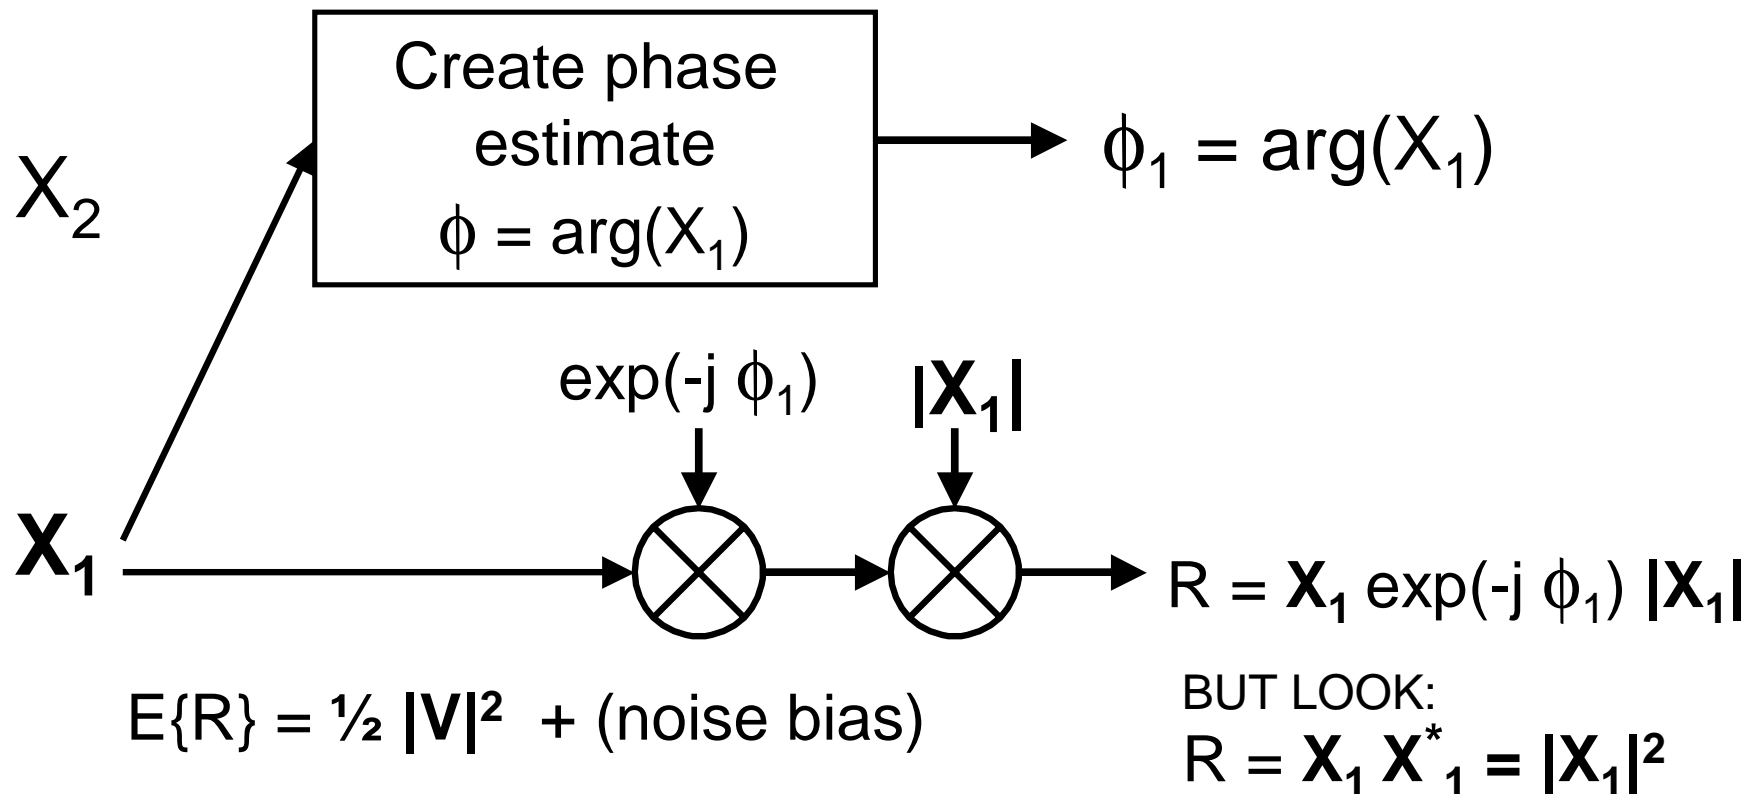 Create phase
estimate
ϕ = arg(X₁)
ϕ₁ = arg(X₁)
X₂
exp(-j ϕ₁)
|X₁|
X₁
R = X₁ exp(-j ϕ₁) |X₁|
E{R} = ½ |V|² + (noise bias)
BUT LOOK:
R = X₁ X*₁ = |X₁|²